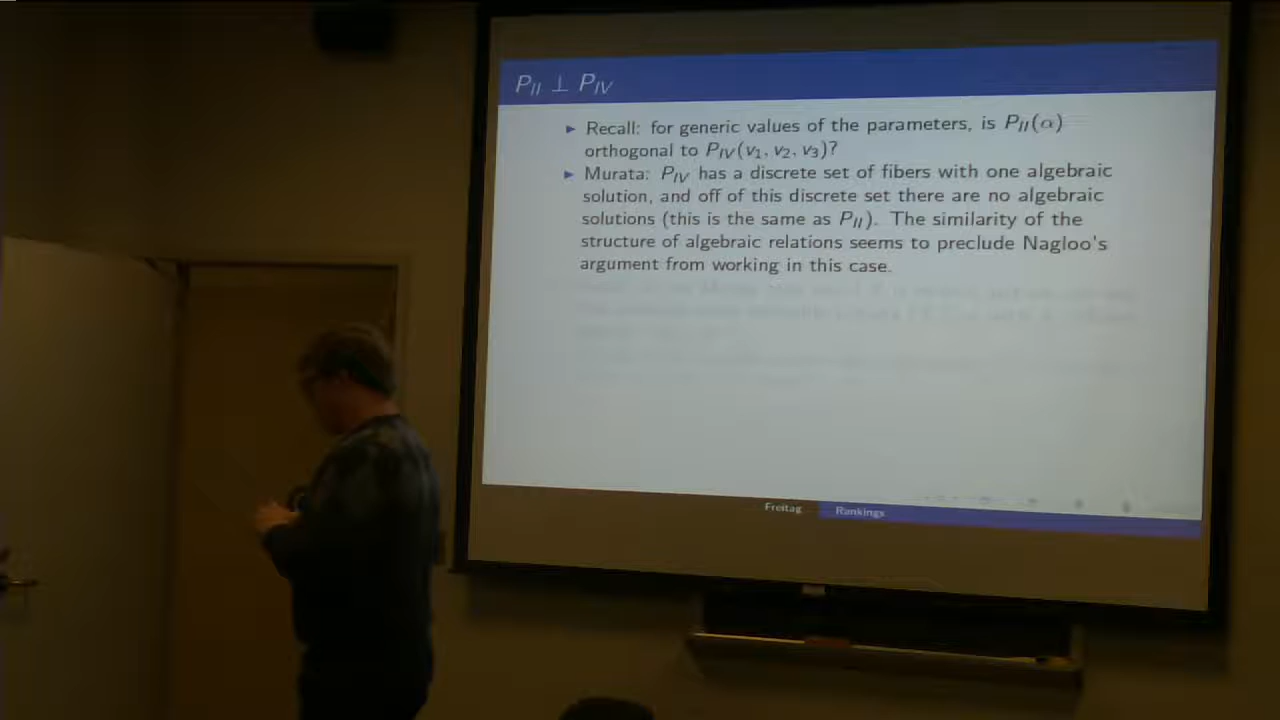 P_II ⊥ P_IV
▶ Recall: for generic values of the parameters, is P_II(α)
orthogonal to P_IV(v_1, v_2, v_3)?
▶ Murata: P_IV has a discrete set of fibers with one algebraic
solution, and off of this discrete set there are no algebraic
solutions (this is the same as P_II). The similarity of the
structure of algebraic relations seems to preclude Nagloo's
argument from working in this case.
Freitag Rankings